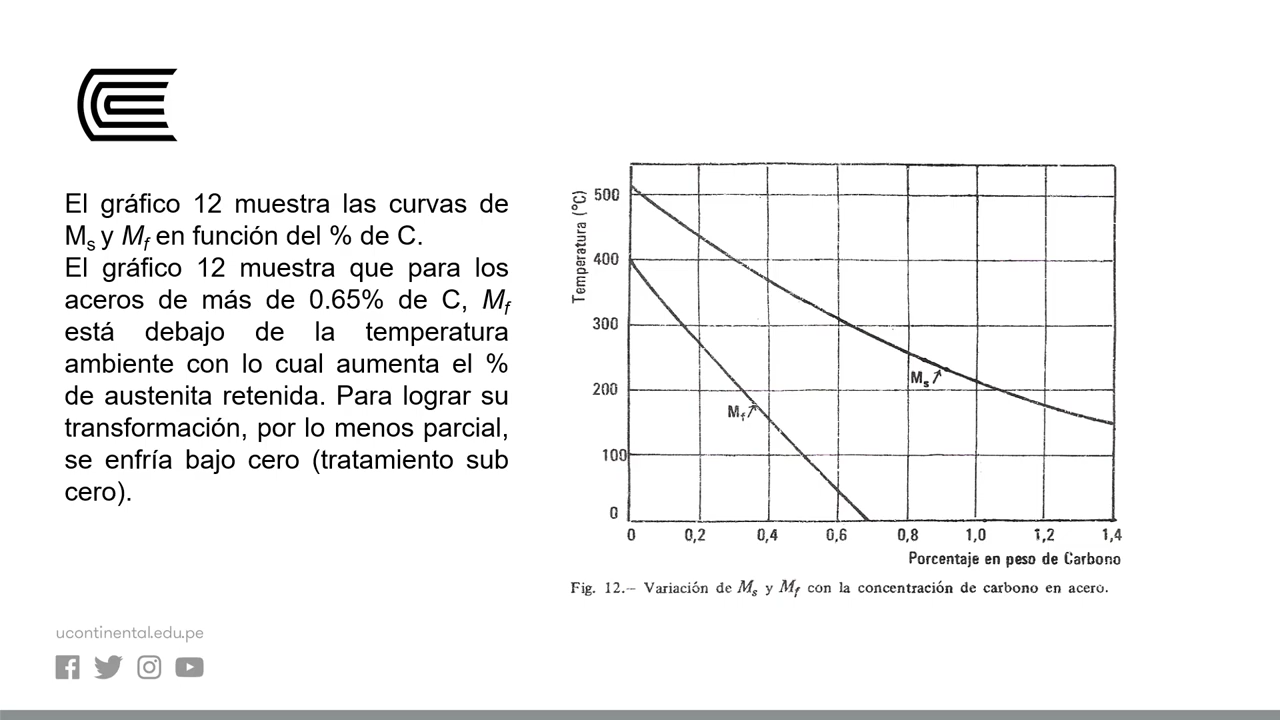 El gráfico 12 muestra las curvas de
Ms y Mf en función del % de C.
El gráfico 12 muestra que para los
aceros de más de 0.65% de C, Mf
está debajo de la temperatura
ambiente con lo cual aumenta el %
de austenita retenida. Para lograr su
transformación, por lo menos parcial,
se enfría bajo cero (tratamiento sub
cero).
Temperatura (°C)
500
400
300
200
100
0
Ms
Mf
0 0,2 0,4 0,6 0,8 1,0 1,2 1,4
Porcentaje en peso de Carbono
Fig. 12.– Variación de Ms y Mf con la concentración de carbono en acero.
ucontinental.edu.pe